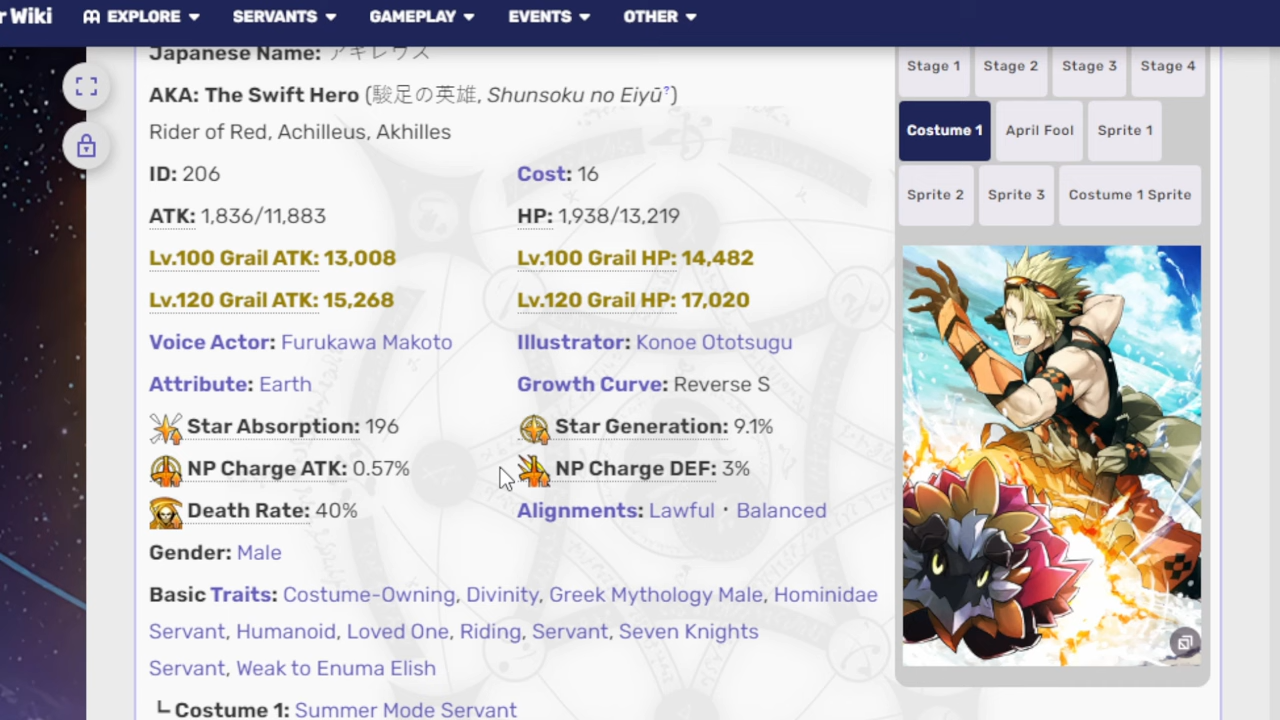 r Wiki EXPLORE SERVANTS GAMEPLAY EVENTS OTHER
Japanese Name: アキレウス
AKA: The Swift Hero (駿足の英雄, Shunsoku no Eiyū?)
Rider of Red, Achilleus, Akhilles
ID: 206 Cost: 16
ATK: 1,836/11,883 HP: 1,938/13,219
Lv.100 Grail ATK: 13,008 Lv.100 Grail HP: 14,482
Lv.120 Grail ATK: 15,268 Lv.120 Grail HP: 17,020
Voice Actor: Furukawa Makoto Illustrator: Konoe Ototsugu
Attribute: Earth Growth Curve: Reverse S
Star Absorption: 196 Star Generation: 9.1%
NP Charge ATK: 0.57% NP Charge DEF: 3%
Death Rate: 40% Alignments: Lawful · Balanced
Gender: Male
Basic Traits: Costume-Owning, Divinity, Greek Mythology Male, Hominidae
Servant, Humanoid, Loved One, Riding, Servant, Seven Knights
Servant, Weak to Enuma Elish
┗ Costume 1: Summer Mode Servant
Stage 1 Stage 2 Stage 3 Stage 4
Costume 1 April Fool Sprite 1
Sprite 2 Sprite 3 Costume 1 Sprite